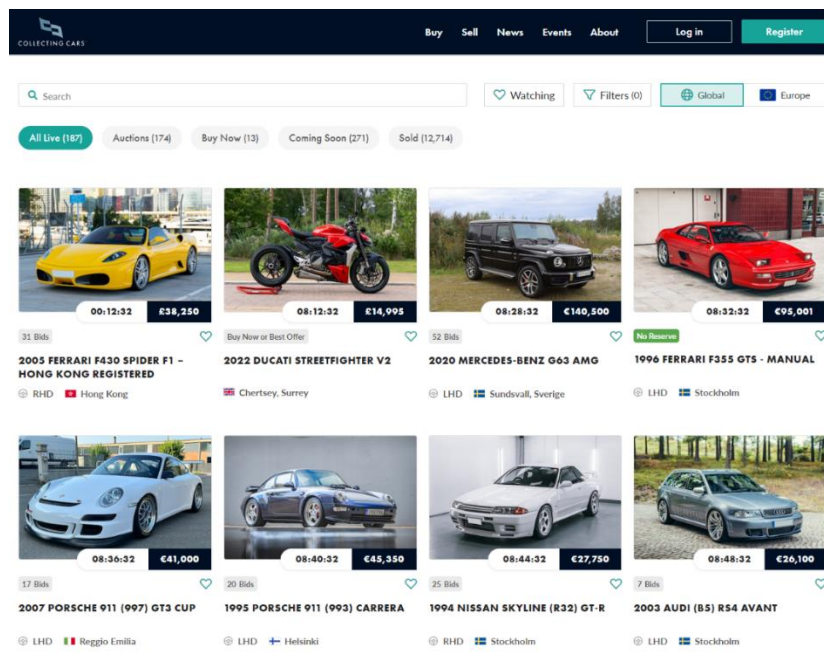 COLLECTING CARS
Buy Sell News Events About Log in Register
Search
Watching Filters (0) Global Europe
All Live (187) Auctions (174) Buy Now (13) Coming Soon (271) Sold (12,714)
00:12:32 £38,250
08:12:32 £14,995
08:28:32 €140,500
08:32:32 €95,001
31 Bids
Buy Now or Best Offer
52 Bids
No Reserve
2005 FERRARI F430 SPIDER F1 –
HONG KONG REGISTERED
2022 DUCATI STREETFIGHTER V2
2020 MERCEDES-BENZ G63 AMG
1996 FERRARI F355 GTS - MANUAL
RHD Hong Kong
Chertsey, Surrey
LHD Sundsvall, Sverige
LHD Stockholm
08:36:32 €41,000
08:40:32 €45,350
08:44:32 €27,750
08:48:32 €26,100
17 Bids
20 Bids
25 Bids
7 Bids
2007 PORSCHE 911 (997) GT3 CUP
1995 PORSCHE 911 (993) CARRERA
1994 NISSAN SKYLINE (R32) GT-R
2003 AUDI (B5) RS4 AVANT
LHD Reggio Emilia
LHD Helsinki
RHD Stockholm
LHD Stockholm